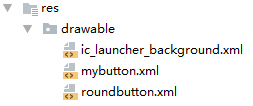 res
drawable
ic_launcher_background.xml
mybutton.xml
roundbutton.xml